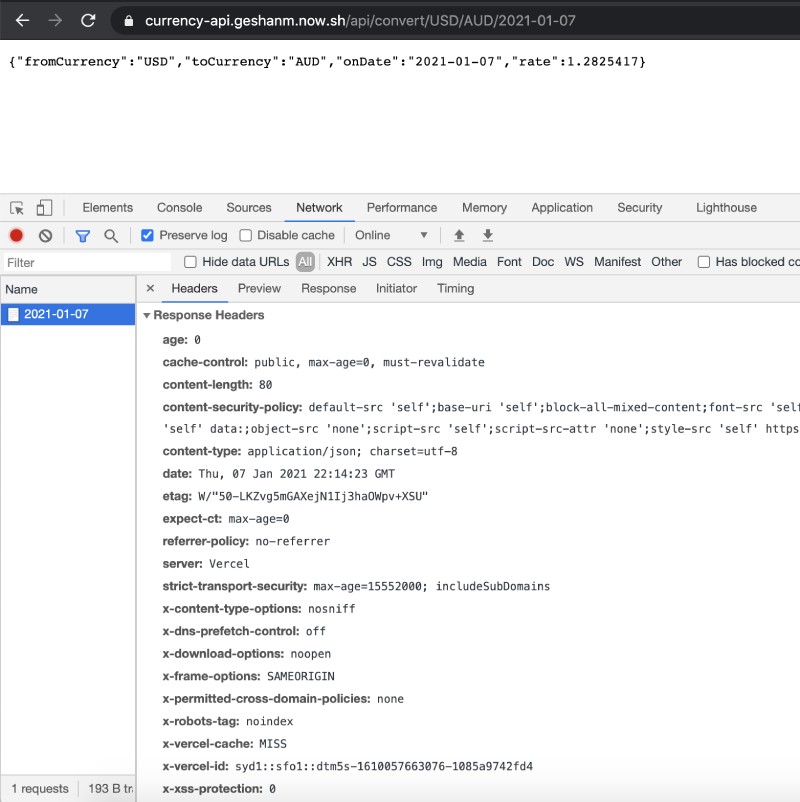 currency-api.geshanm.now.sh/api/convert/USD/AUD/2021-01-07
{"fromCurrency":"USD","toCurrency":"AUD","onDate":"2021-01-07","rate":1.2825417}
Elements Console Sources Network Performance Memory Application Security Lighthouse
Preserve log Disable cache Online
Filter Hide data URLs All XHR JS CSS Img Media Font Doc WS Manifest Other Has blocked co
Name Headers Preview Response Initiator Timing
2021-01-07
Response Headers
age: 0
cache-control: public, max-age=0, must-revalidate
content-length: 80
content-security-policy: default-src 'self';base-uri 'self';block-all-mixed-content;font-src 'self
'self' data:;object-src 'none';script-src 'self';script-src-attr 'none';style-src 'self' https
content-type: application/json; charset=utf-8
date: Thu, 07 Jan 2021 22:14:23 GMT
etag: W/"50-LKZvg5mGAXejN1Ij3haOWpv+XSU"
expect-ct: max-age=0
referrer-policy: no-referrer
server: Vercel
strict-transport-security: max-age=15552000; includeSubDomains
x-content-type-options: nosniff
x-dns-prefetch-control: off
x-download-options: noopen
x-frame-options: SAMEORIGIN
x-permitted-cross-domain-policies: none
x-robots-tag: noindex
x-vercel-cache: MISS
x-vercel-id: syd1::sfo1::dtm5s-1610057663076-1085a9742fd4
x-xss-protection: 0
1 requests 193 B tr